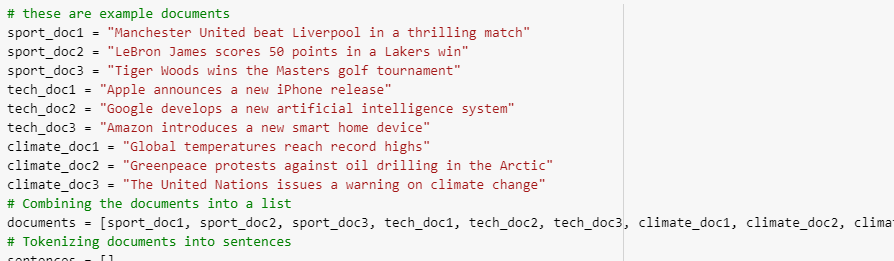 # these are example documents
sport_doc1 = "Manchester United beat Liverpool in a thrilling match"
sport_doc2 = "LeBron James scores 50 points in a Lakers win"
sport_doc3 = "Tiger Woods wins the Masters golf tournament"
tech_doc1 = "Apple announces a new iPhone release"
tech_doc2 = "Google develops a new artificial intelligence system"
tech_doc3 = "Amazon introduces a new smart home device"
climate_doc1 = "Global temperatures reach record highs"
climate_doc2 = "Greenpeace protests against oil drilling in the Arctic"
climate_doc3 = "The United Nations issues a warning on climate change"
# Combining the documents into a list
documents = [sport_doc1, sport_doc2, sport_doc3, tech_doc1, tech_doc2, tech_doc3, climate_doc1, climate_doc2, clima
# Tokenizing documents into sentences
sentences = []